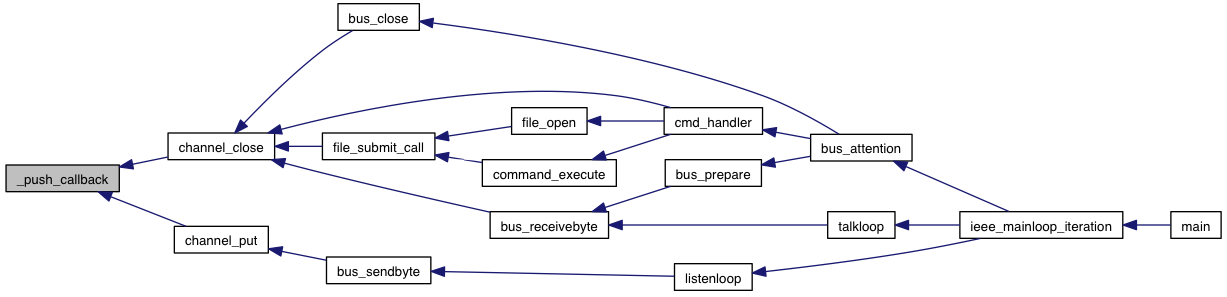 bus_close
file_open
cmd_handler
channel_close
file_submit_call
bus_attention
_push_callback
command_execute
bus_prepare
channel_put
bus_receivebyte
talkloop
ieee_mainloop_iteration
main
bus_sendbyte
listenloop